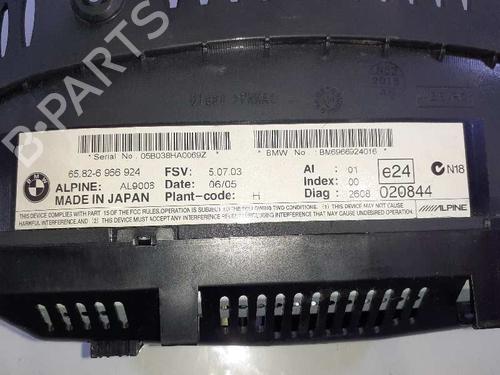 * Serial No. 05B038HA0069Z *
* BMW No. BM6966924016 *
65.82-6 966 924 FSV: 5.07.03 AI : 01 e24 N18
ALPINE: AL9003 Date: 06/05 Index: 00
MADE IN JAPAN Plant-code: H Diag : 2608 020844
THIS DEVICE COMPLIES WITH PART 15 OF FCC RULES.OPERATION IS SUBJECT TO THE FOLLOWING TWO CONDITIONS. (1) THIS DEVICE MAY NOT CAUSE
HARMFUL INTERFERENCE. AND (2) THIS DEVICE MUST ACCEPT ANY INTERFERENCE RECEIVED, INCLUDING INTERFERENCE THAT MAY CAUSE UNDESIRED OPERATION.
ALPINE
B-PARTS